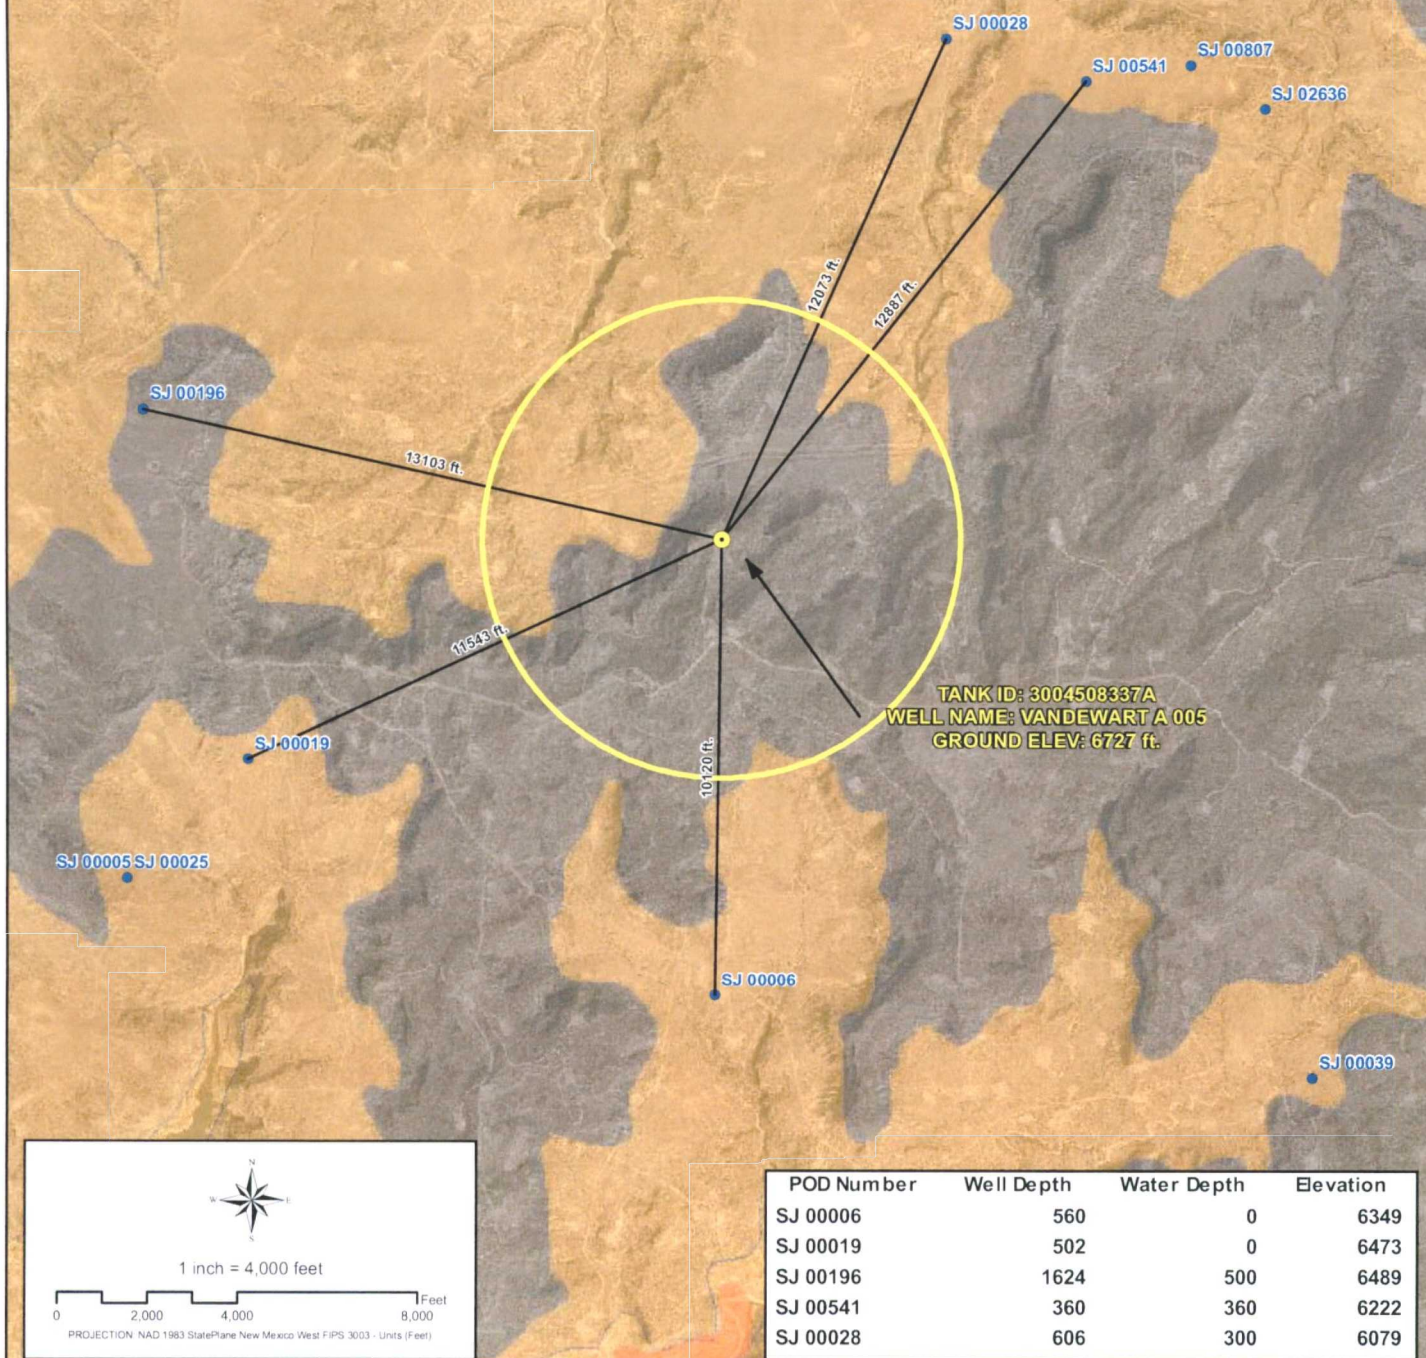 SJ 00028
SJ 00807
SJ 00541
SJ 02636
12073 ft.
12887 ft.
SJ 00196
13103 ft.
11543 ft.
TANK ID: 3004508337A
WELL NAME: VANDEWART A 005
GROUND ELEV: 6727 ft.
SJ 00019
10120 ft.
SJ 00005 SJ 00025
SJ 00006
SJ 00039
N
W E
S
1 inch = 4,000 feet
Feet
0 2,000 4,000 8,000
PROJECTION: NAD 1983 StatePlane New Mexico West FIPS 3003 - Units (Feet)
POD Number Well Depth Water Depth Elevation
SJ 00006 560 0 6349
SJ 00019 502 0 6473
SJ 00196 1624 500 6489
SJ 00541 360 360 6222
SJ 00028 606 300 6079